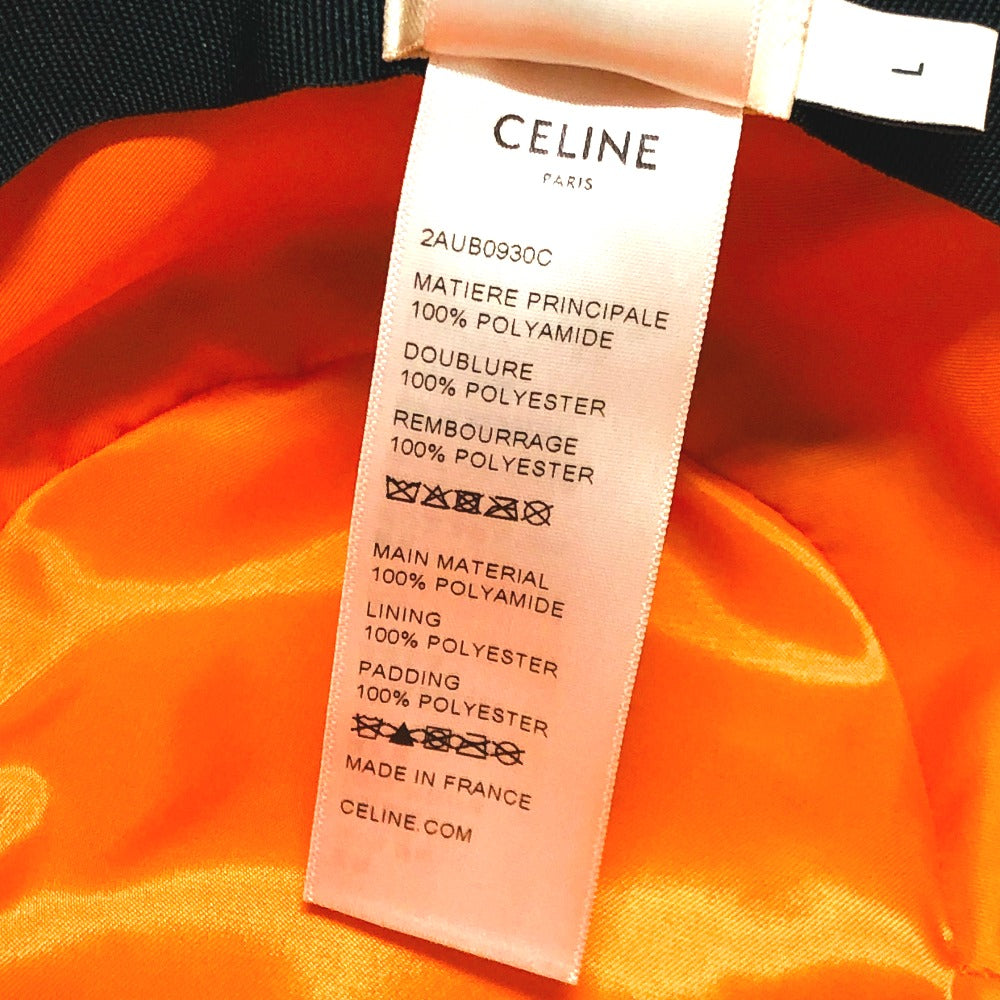 L
CELINE
PARIS
2AUB0930C
MATIERE PRINCIPALE
100% POLYAMIDE
DOUBLURE
100% POLYESTER
REMBOURRAGE
100% POLYESTER
MAIN MATERIAL
100% POLYAMIDE
LINING
100% POLYESTER
PADDING
100% POLYESTER
MADE IN FRANCE
CELINE.COM